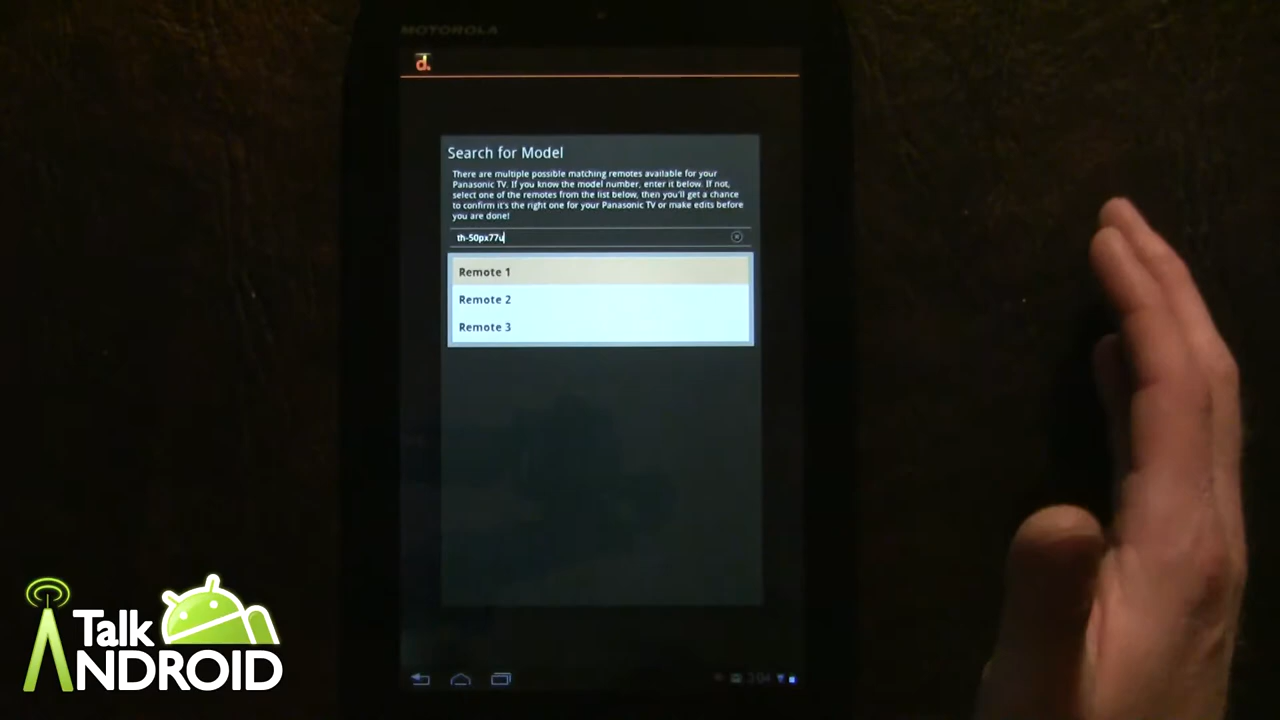 MOTOROLA
d.
Search for Model
There are multiple possible matching remotes available for your
Panasonic TV. If you know the model number, enter it below. If not,
select one of the remotes from the list below, then you'll get a chance
to confirm it's the right one for your Panasonic TV or make edits before
you are done!
th-50px77u
Remote 1
Remote 2
Remote 3
3:04
Talk
ANDROID